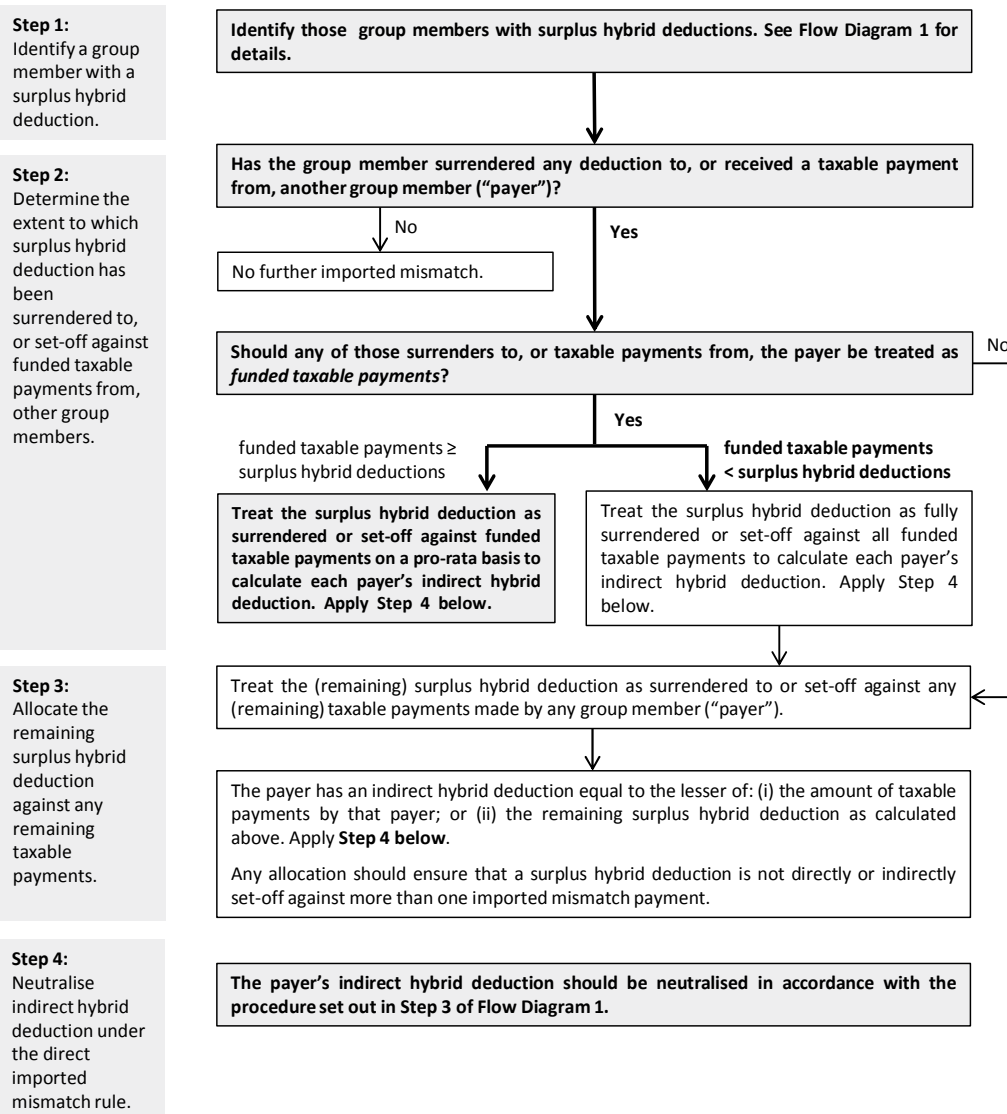 Step 1:
Identify a group
member with a
surplus hybrid
deduction.
Identify those group members with surplus hybrid deductions. See Flow Diagram 1 for
details.
Step 2:
Determine the
extent to which
surplus hybrid
deduction has
been
surrendered to,
or set-off against
funded taxable
payments from,
other group
members.
Has the group member surrendered any deduction to, or received a taxable payment
from, another group member (“payer”)?
No
Yes
No further imported mismatch.
Should any of those surrenders to, or taxable payments from, the payer be treated as
funded taxable payments?
No
Yes
funded taxable payments ≥
surplus hybrid deductions
funded taxable payments
< surplus hybrid deductions
Treat the surplus hybrid deduction as
surrendered or set-off against funded
taxable payments on a pro-rata basis to
calculate each payer’s indirect hybrid
deduction. Apply Step 4 below.
Treat the surplus hybrid deduction as fully
surrendered or set-off against all funded
taxable payments to calculate each payer’s
indirect hybrid deduction. Apply Step 4
below.
Step 3:
Allocate the
remaining
surplus hybrid
deduction
against any
remaining
taxable
payments.
Treat the (remaining) surplus hybrid deduction as surrendered to or set-off against any
(remaining) taxable payments made by any group member (“payer”).
The payer has an indirect hybrid deduction equal to the lesser of: (i) the amount of taxable
payments by that payer; or (ii) the remaining surplus hybrid deduction as calculated
above. Apply Step 4 below.
Any allocation should ensure that a surplus hybrid deduction is not directly or indirectly
set-off against more than one imported mismatch payment.
Step 4:
Neutralise
indirect hybrid
deduction under
the direct
imported
mismatch rule.
The payer’s indirect hybrid deduction should be neutralised in accordance with the
procedure set out in Step 3 of Flow Diagram 1.